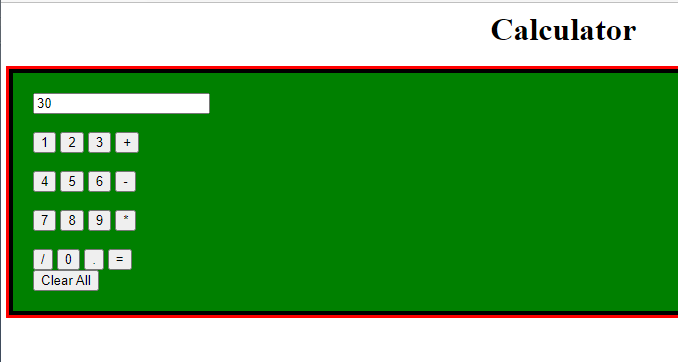 Calculator
30
1 2 3 +
4 5 6 -
7 8 9 *
/ 0 . =
Clear All